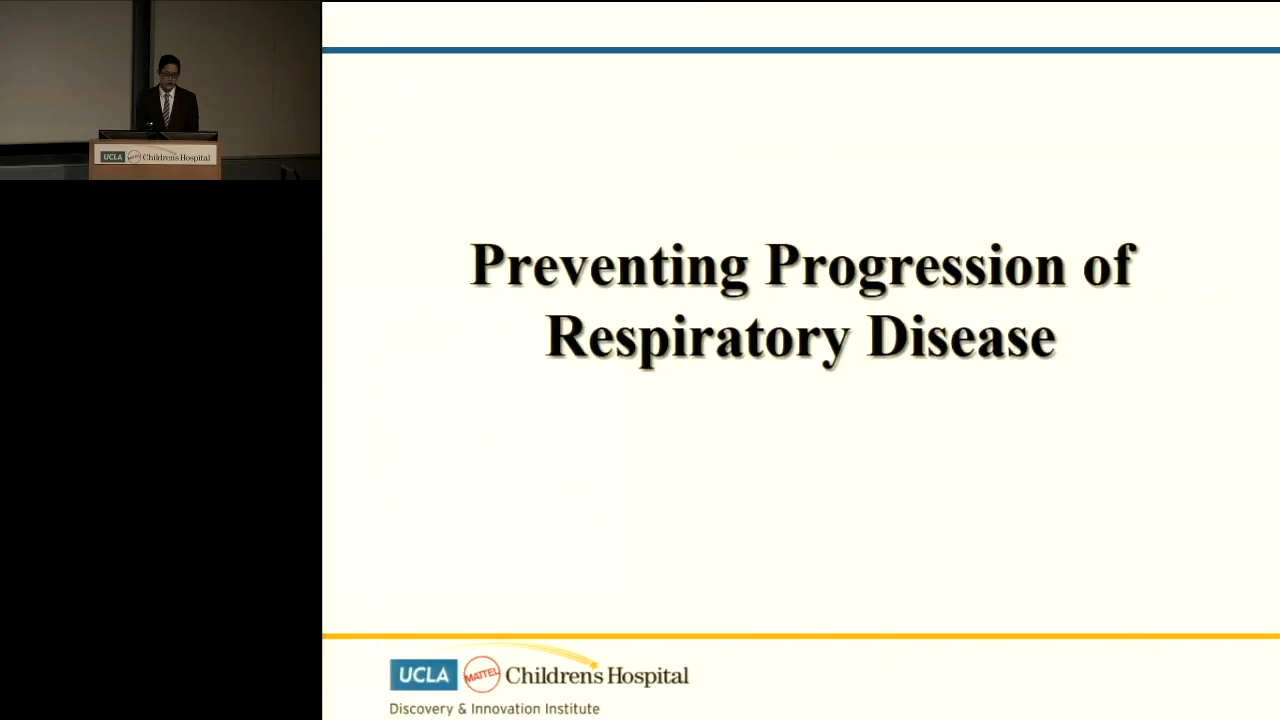 UCLA Children's Hospital
Preventing Progression of
Respiratory Disease
UCLA MATTEL Children's Hospital
Discovery & Innovation Institute